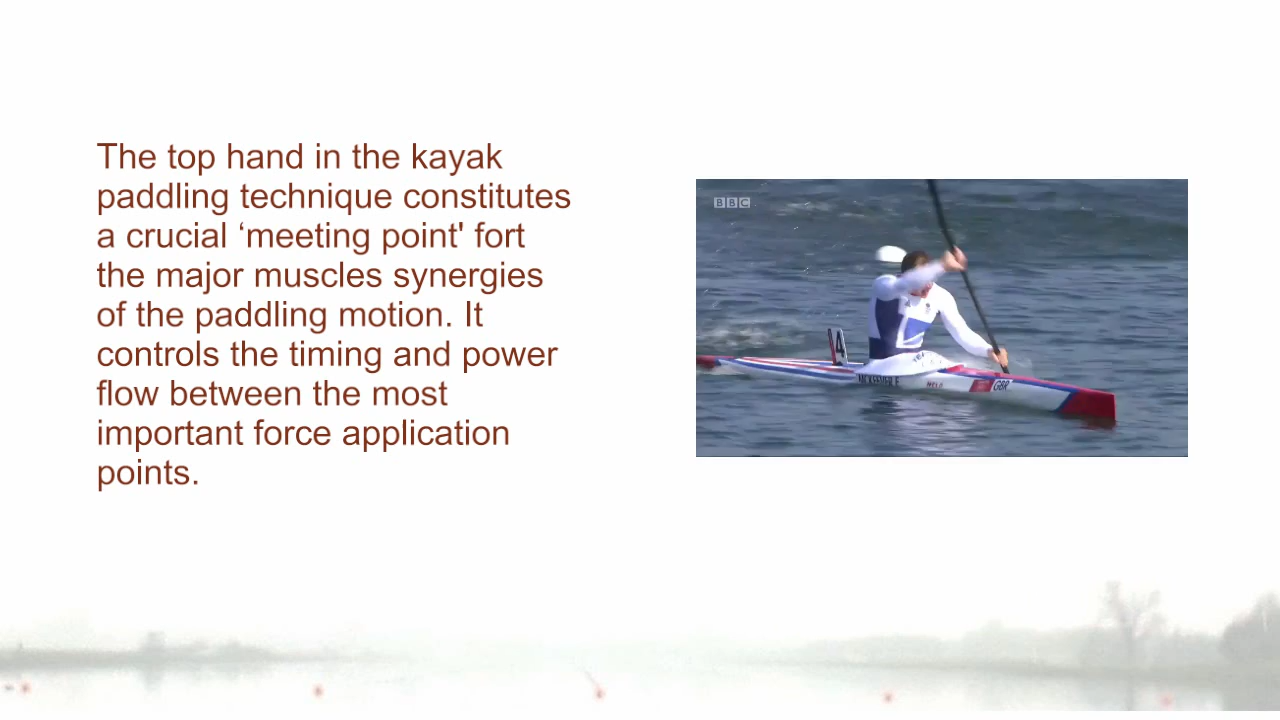 The top hand in the kayak
paddling technique constitutes
a crucial ‘meeting point' fort
the major muscles synergies
of the paddling motion. It
controls the timing and power
flow between the most
important force application
points.
BBC
4
GBR